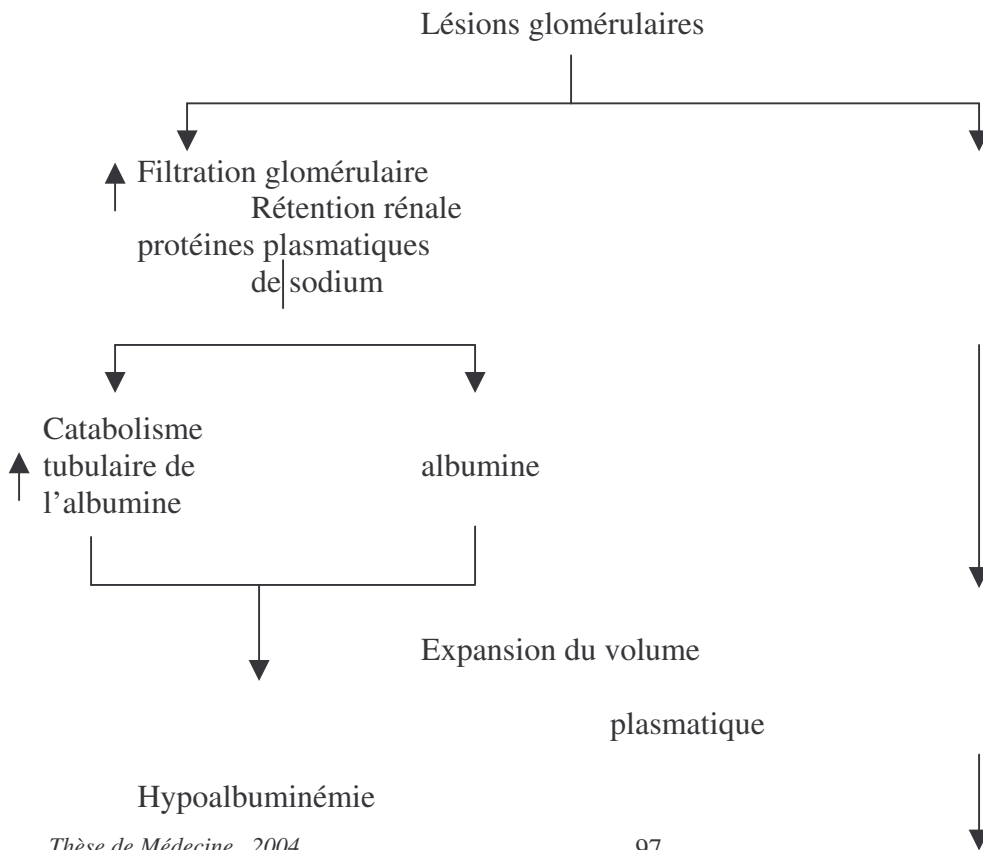 Lésions glomérulaires
Filtration glomérulaire
Rétention rénale
protéines plasmatiques
de sodium
Catabolisme
tubulaire de
albumine
l’albumine
Expansion du volume
plasmatique
Hypoalbuminémie
Thèse de Médecine 2004
97